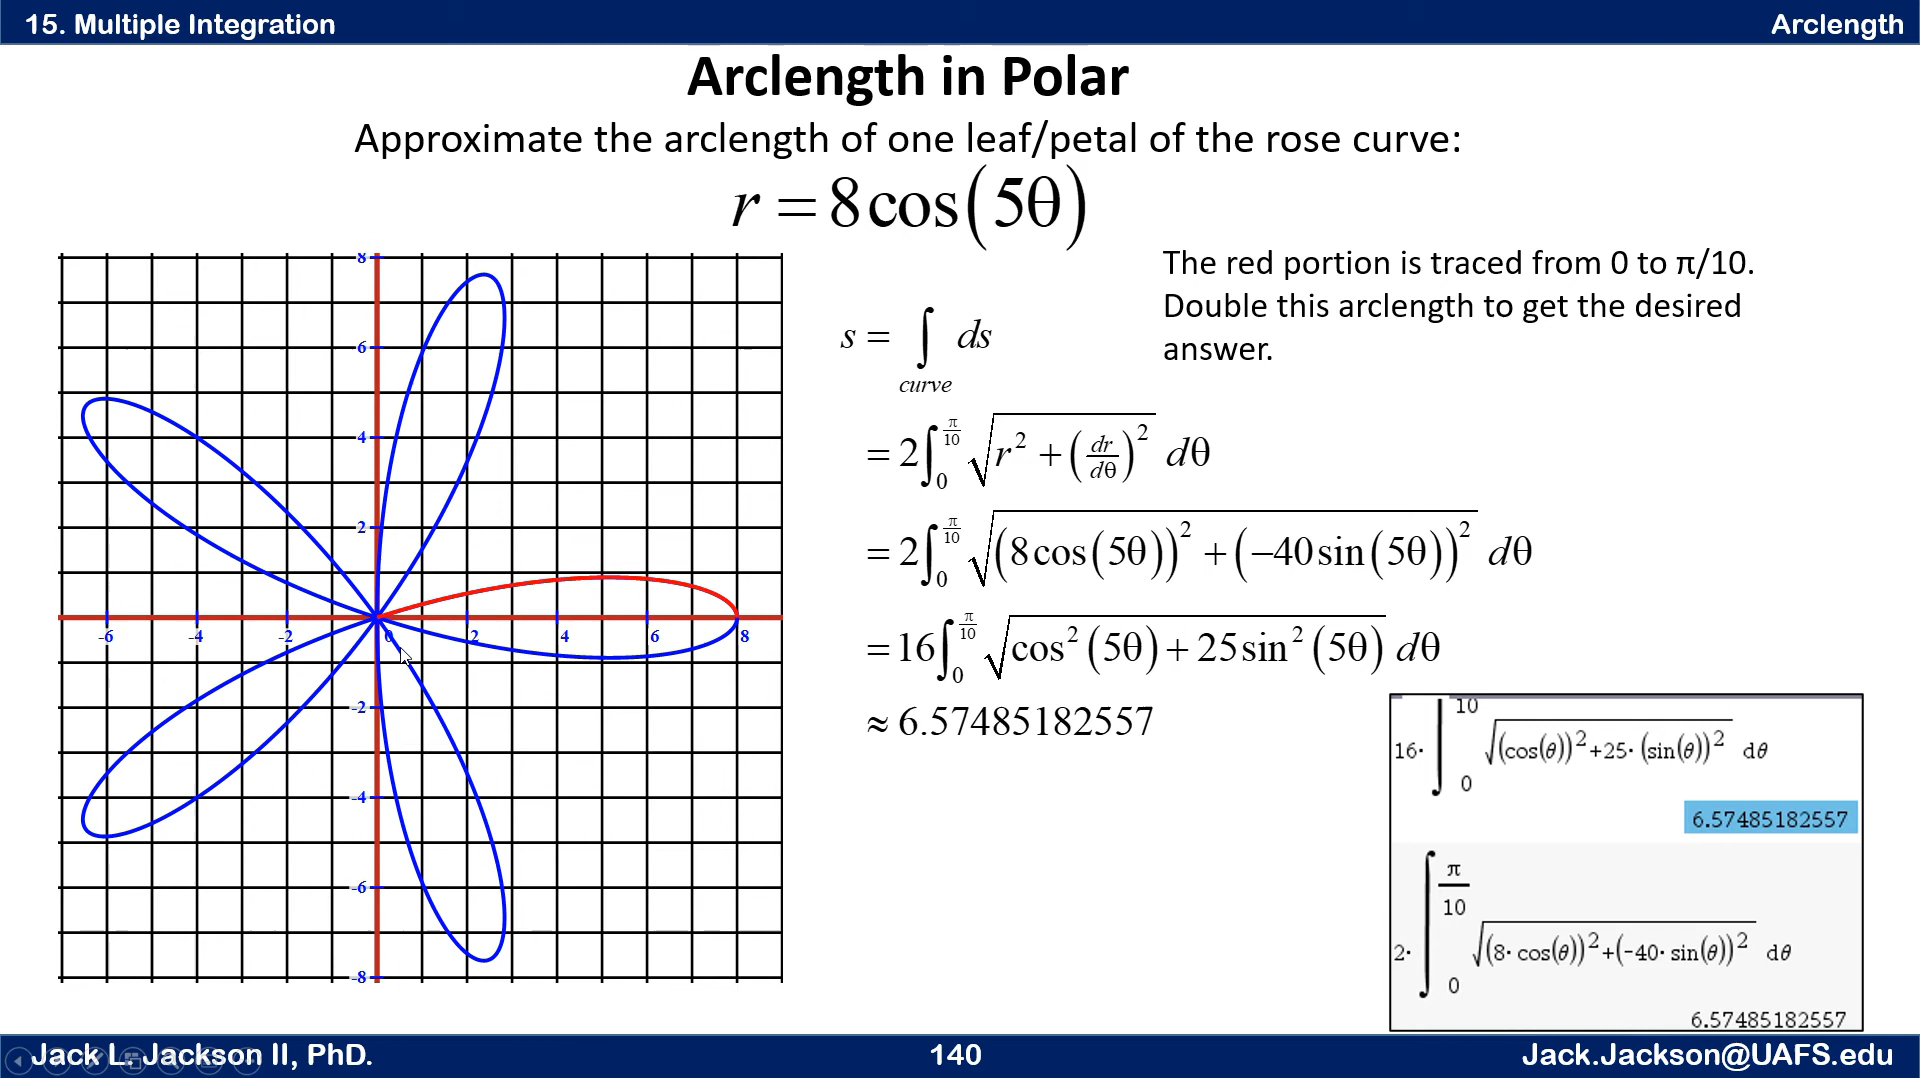 15. Multiple Integration
Arclength
Arclength in Polar
Approximate the arclength of one leaf/petal of the rose curve:
r = 8cos(5θ)
The red portion is traced from 0 to π/10.
Double this arclength to get the desired
answer.
s = ∫_curve ds
= 2∫_0^{π/10} √(r² + (dr/dθ)²) dθ
= 2∫_0^{π/10} √((8cos(5θ))² + (−40sin(5θ))²) dθ
= 16∫_0^{π/10} √(cos²(5θ) + 25sin²(5θ)) dθ
≈ 6.57485182557
8
6
4
2
-6 -4 -2 0 2 4 6 8
-2
-4
-6
-8
16·∫_0^{10} √((cos(θ))²+25·(sin(θ))²) dθ
6.57485182557
2·∫_0^{π/10} √((8·cos(θ))²+(-40·sin(θ))²) dθ
6.57485182557
Jack L. Jackson II, PhD.
140
Jack.Jackson@UAFS.edu